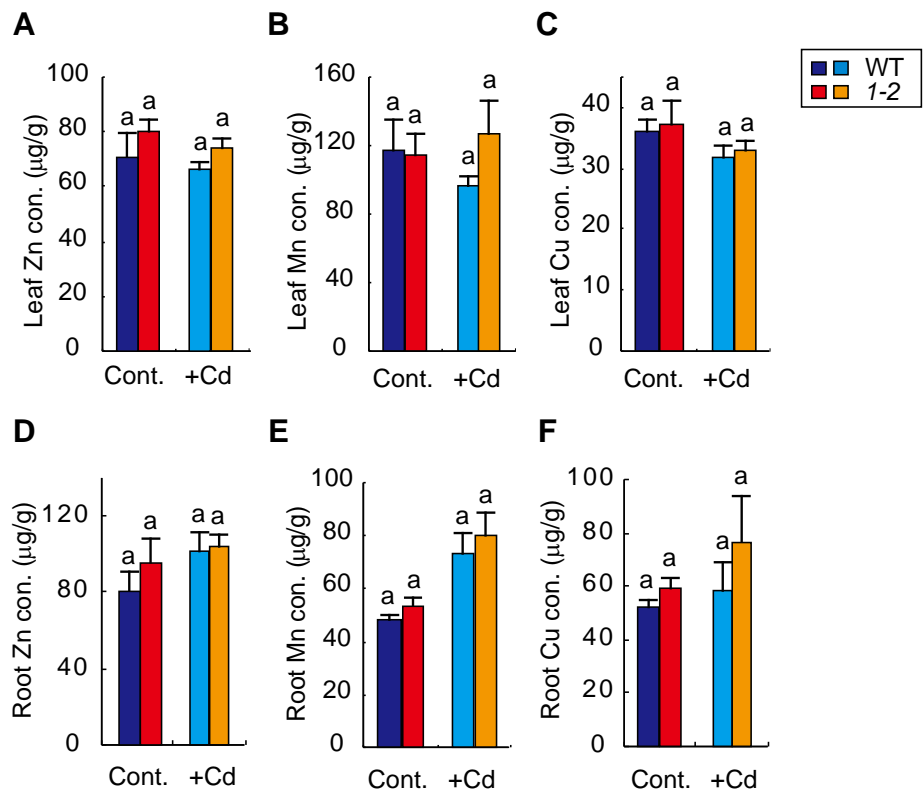 A
B
C
WT
1-2
Leaf Zn con. (µg/g)
100
80
60
40
20
0
a
a
a
a
Cont.
+Cd
Leaf Mn con. (µg/g)
160
120
80
40
0
a
a
a
a
Cont.
+Cd
Leaf Cu con. (µg/g)
40
30
20
10
0
a
a
a
a
Cont.
+Cd
D
E
F
Root Zn con. (µg/g)
120
80
40
0
a
a
a
a
Cont.
+Cd
Root Mn con. (µg/g)
100
80
60
40
20
0
a
a
a
a
Cont.
+Cd
Root Cu con. (µg/g)
100
80
60
40
20
0
a
a
a
a
Cont.
+Cd